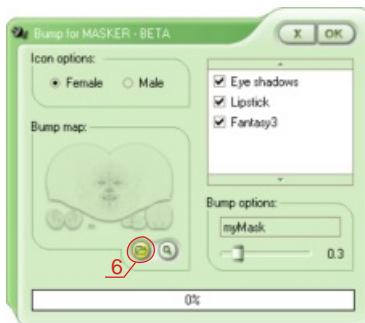 Bump for MASKER - BETA
X OK
Icon options:
Female Male
Eye shadows
Lipstick
Fantasy3
Bump map:
Bump options:
myMask
0.3
6
0%